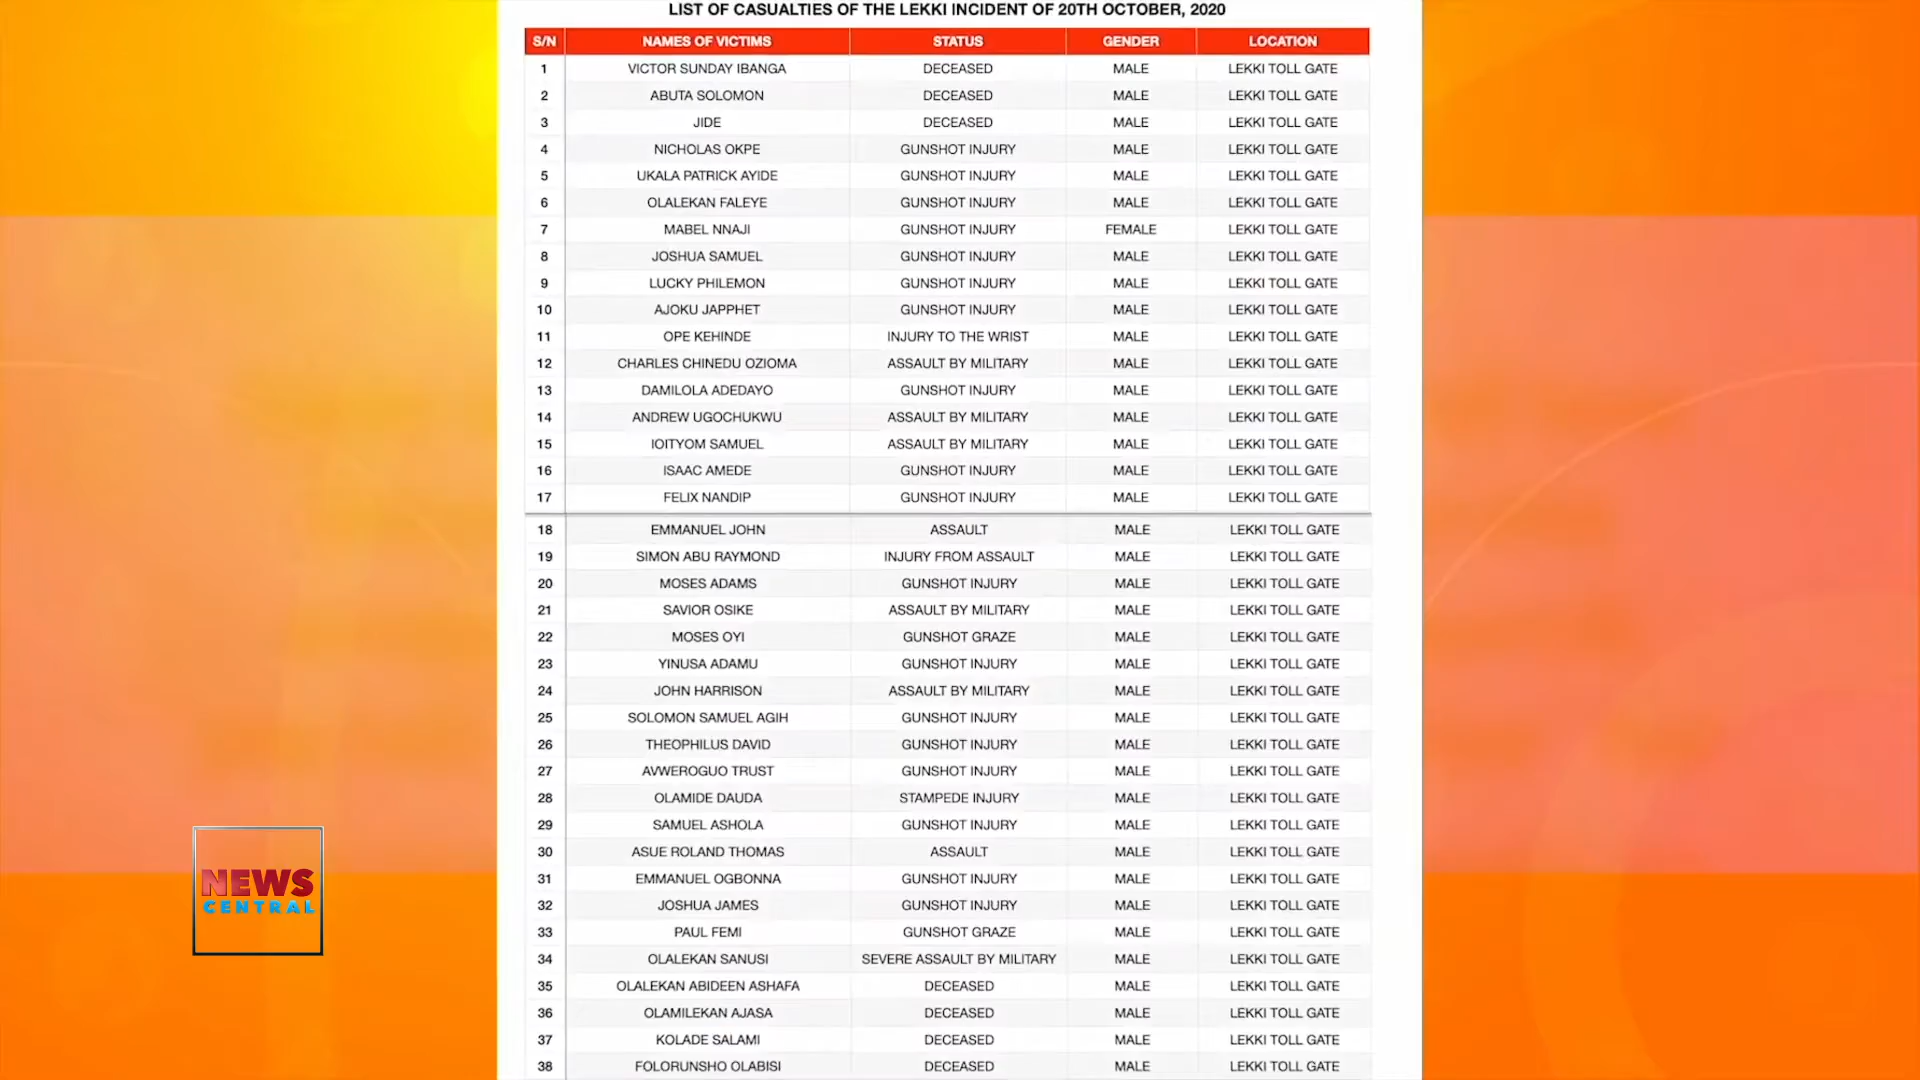 LIST OF CASUALTIES OF THE LEKKI INCIDENT OF 20TH OCTOBER, 2020
S/N NAMES OF VICTIMS STATUS GENDER LOCATION
1 VICTOR SUNDAY IBANGA DECEASED MALE LEKKI TOLL GATE
2 ABUTA SOLOMON DECEASED MALE LEKKI TOLL GATE
3 JIDE DECEASED MALE LEKKI TOLL GATE
4 NICHOLAS OKPE GUNSHOT INJURY MALE LEKKI TOLL GATE
5 UKALA PATRICK AYIDE GUNSHOT INJURY MALE LEKKI TOLL GATE
6 OLALEKAN FALEYE GUNSHOT INJURY MALE LEKKI TOLL GATE
7 MABEL NNAJI GUNSHOT INJURY FEMALE LEKKI TOLL GATE
8 JOSHUA SAMUEL GUNSHOT INJURY MALE LEKKI TOLL GATE
9 LUCKY PHILEMON GUNSHOT INJURY MALE LEKKI TOLL GATE
10 AJOKU JAPPHET GUNSHOT INJURY MALE LEKKI TOLL GATE
11 OPE KEHINDE INJURY TO THE WRIST MALE LEKKI TOLL GATE
12 CHARLES CHINEDU OZIOMA ASSAULT BY MILITARY MALE LEKKI TOLL GATE
13 DAMILOLA ADEDAYO GUNSHOT INJURY MALE LEKKI TOLL GATE
14 ANDREW UGOCHUKWU ASSAULT BY MILITARY MALE LEKKI TOLL GATE
15 IOITYOM SAMUEL ASSAULT BY MILITARY MALE LEKKI TOLL GATE
16 ISAAC AMEDE GUNSHOT INJURY MALE LEKKI TOLL GATE
17 FELIX NANDIP GUNSHOT INJURY MALE LEKKI TOLL GATE
18 EMMANUEL JOHN ASSAULT MALE LEKKI TOLL GATE
19 SIMON ABU RAYMOND INJURY FROM ASSAULT MALE LEKKI TOLL GATE
20 MOSES ADAMS GUNSHOT INJURY MALE LEKKI TOLL GATE
21 SAVIOR OSIKE ASSAULT BY MILITARY MALE LEKKI TOLL GATE
22 MOSES OYI GUNSHOT GRAZE MALE LEKKI TOLL GATE
23 YINUSA ADAMU GUNSHOT INJURY MALE LEKKI TOLL GATE
24 JOHN HARRISON ASSAULT BY MILITARY MALE LEKKI TOLL GATE
25 SOLOMON SAMUEL AGIH GUNSHOT INJURY MALE LEKKI TOLL GATE
26 THEOPHILUS DAVID GUNSHOT INJURY MALE LEKKI TOLL GATE
27 AVWEROGUO TRUST GUNSHOT INJURY MALE LEKKI TOLL GATE
28 OLAMIDE DAUDA STAMPEDE INJURY MALE LEKKI TOLL GATE
29 SAMUEL ASHOLA GUNSHOT INJURY MALE LEKKI TOLL GATE
30 ASUE ROLAND THOMAS ASSAULT MALE LEKKI TOLL GATE
31 EMMANUEL OGBONNA GUNSHOT INJURY MALE LEKKI TOLL GATE
32 JOSHUA JAMES GUNSHOT INJURY MALE LEKKI TOLL GATE
33 PAUL FEMI GUNSHOT GRAZE MALE LEKKI TOLL GATE
34 OLALEKAN SANUSI SEVERE ASSAULT BY MILITARY MALE LEKKI TOLL GATE
35 OLALEKAN ABIDEEN ASHAFA DECEASED MALE LEKKI TOLL GATE
36 OLAMILEKAN AJASA DECEASED MALE LEKKI TOLL GATE
37 KOLADE SALAMI DECEASED MALE LEKKI TOLL GATE
38 FOLORUNSHO OLABISI DECEASED MALE LEKKI TOLL GATE
NEWS
CENTRAL